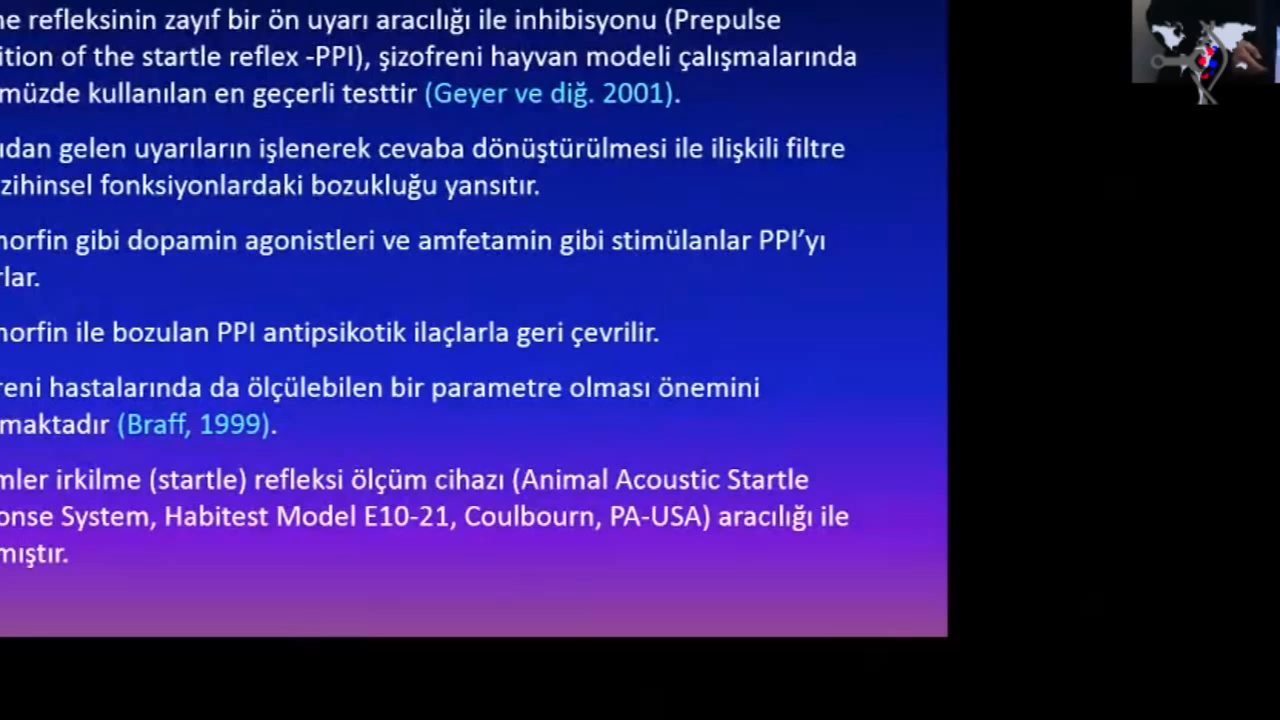 ne refleksinin zayıf bir ön uyarı aracılığı ile inhibisyonu (Prepulse
ition of the startle reflex -PPI), şizofreni hayvan modeli çalışmalarında
müzde kullanılan en geçerli testtir (Geyer ve diğ. 2001).
ıdan gelen uyarıların işlenerek cevaba dönüştürülmesi ile ilişkili filtre
zihinsel fonksiyonlardaki bozukluğu yansıtır.
morfin gibi dopamin agonistleri ve amfetamin gibi stimülanlar PPI’yı
rlar.
morfin ile bozulan PPI antipsikotik ilaçlarla geri çevrilir.
reni hastalarında da ölçülebilen bir parametre olması önemini
maktadır (Braff, 1999).
mler irkilme (startle) refleksi ölçüm cihazı (Animal Acoustic Startle
onse System, Habitest Model E10-21, Coulbourn, PA-USA) aracılığı ile
mıştır.